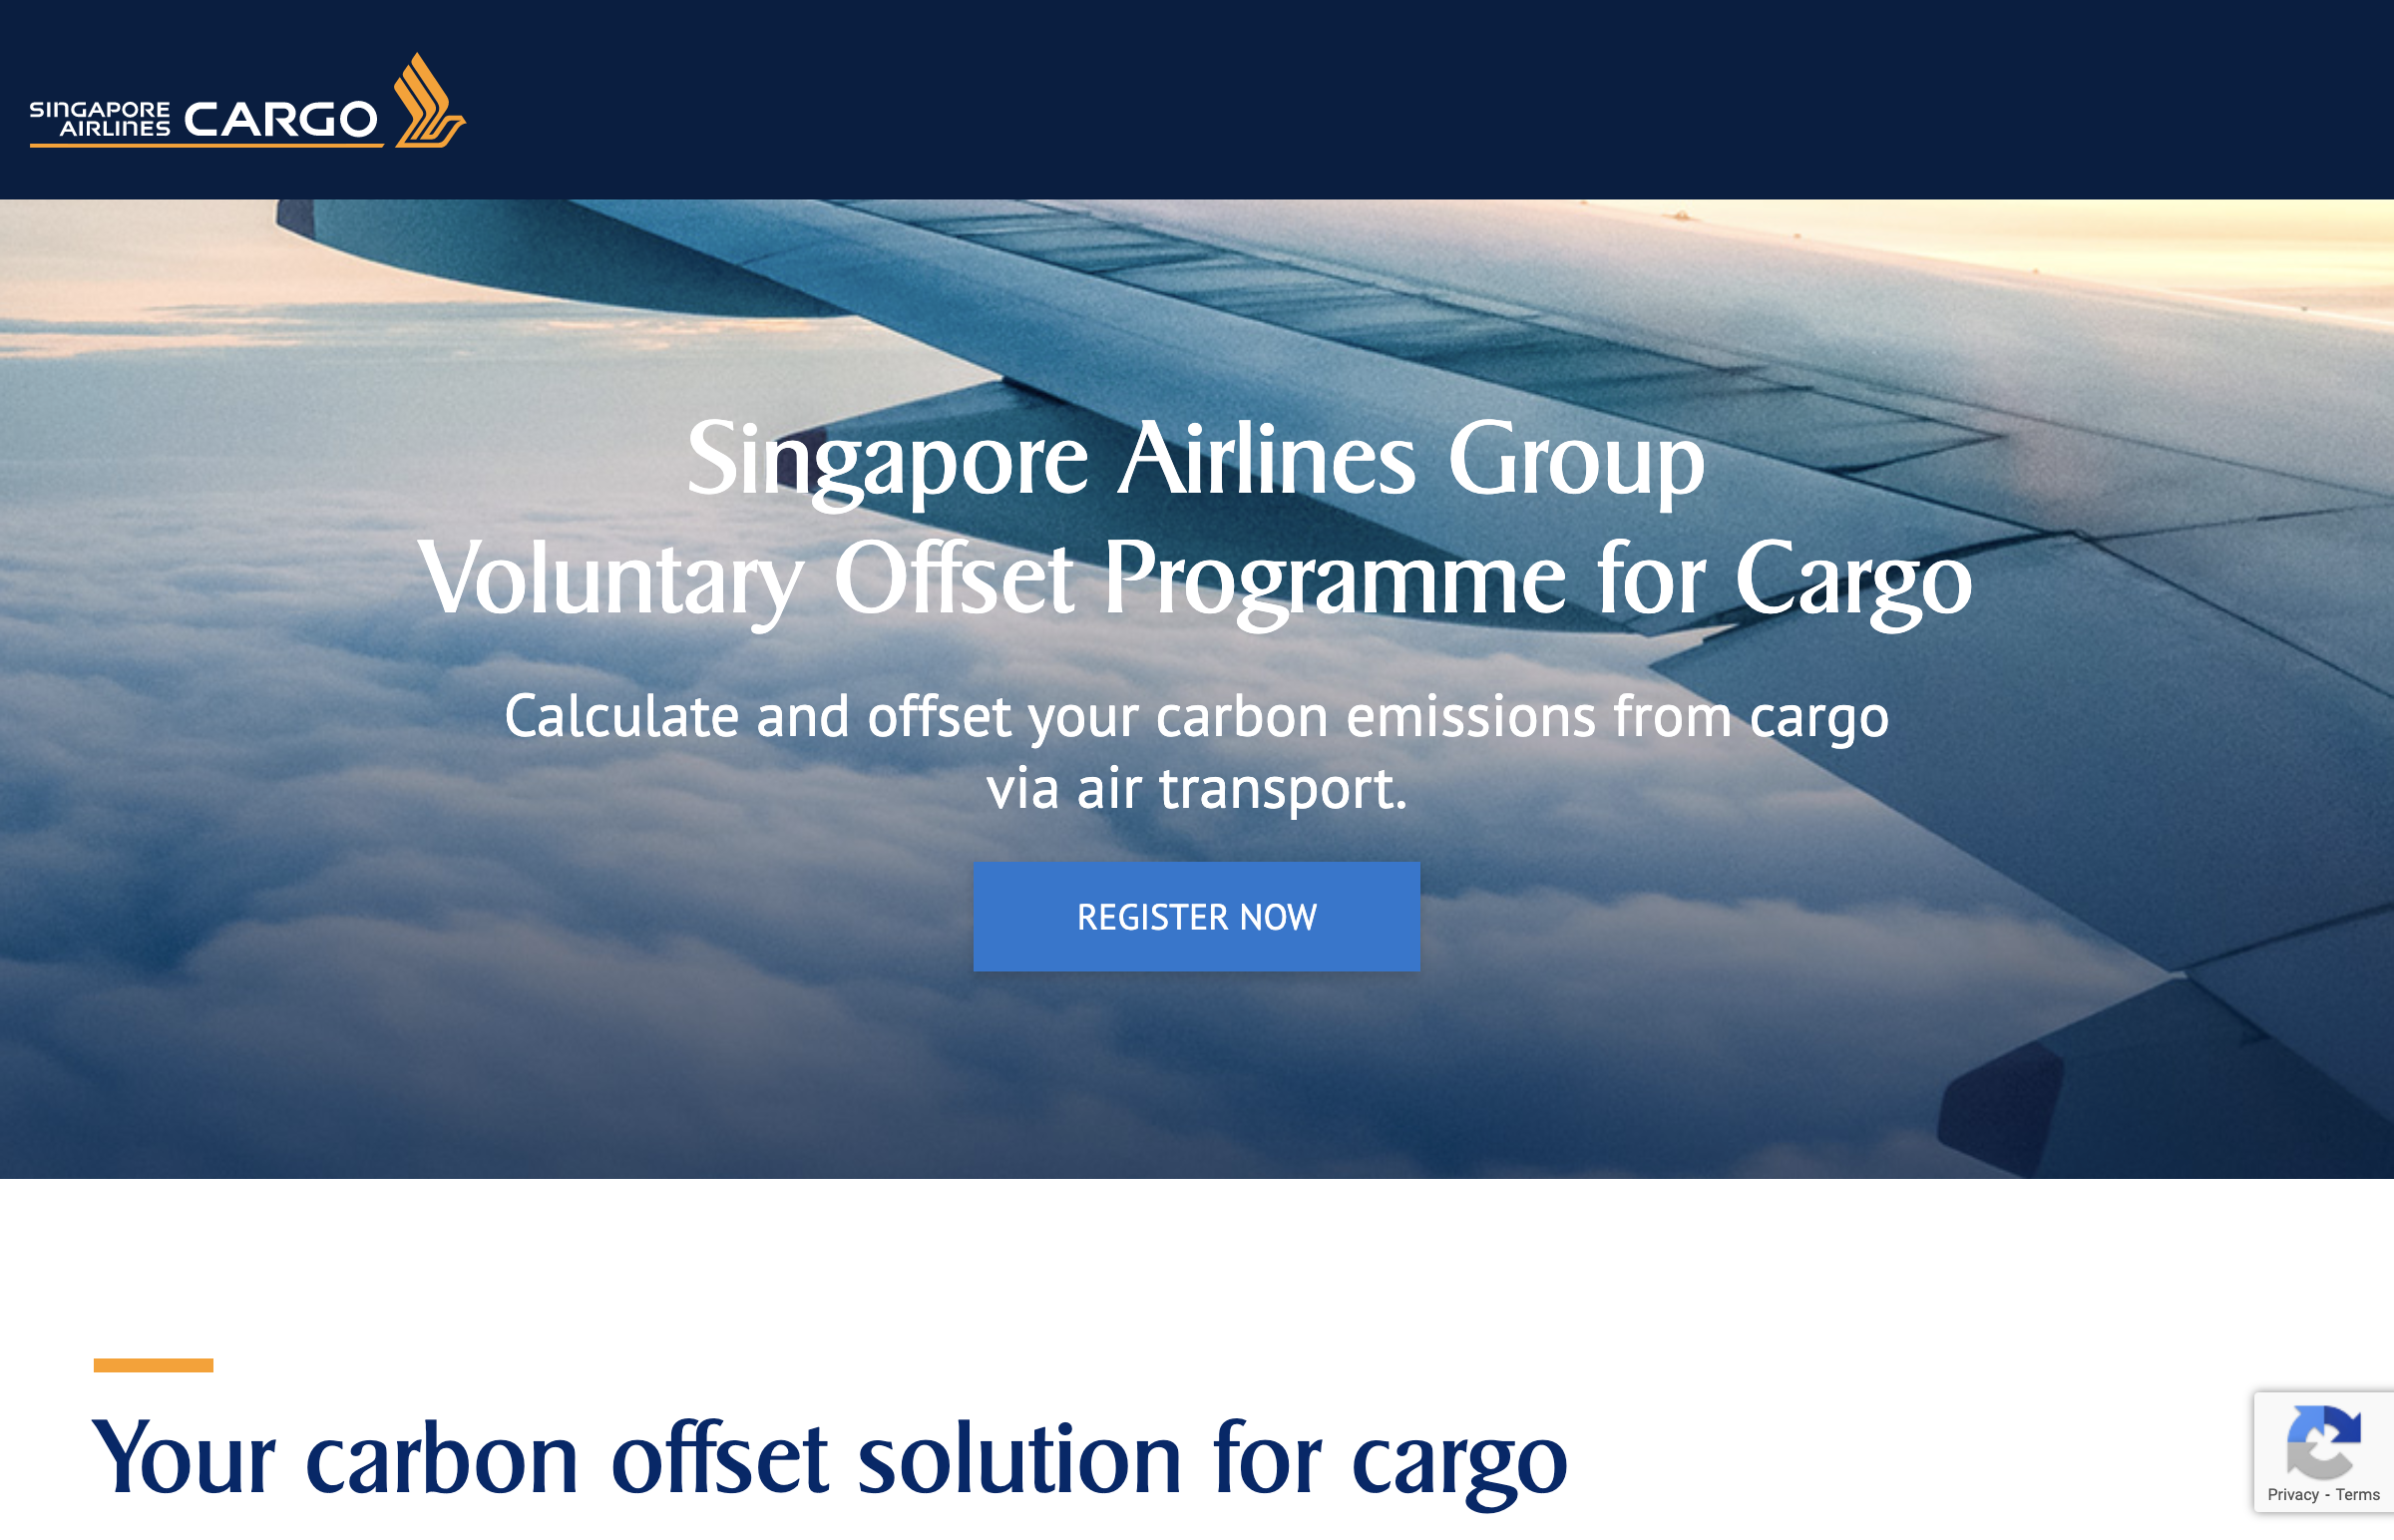 SINGAPORE
AIRLINES CARGO
Singapore Airlines Group
Voluntary Offset Programme for Cargo
Calculate and offset your carbon emissions from cargo
via air transport.
REGISTER NOW
Your carbon offset solution for cargo
Privacy - Terms